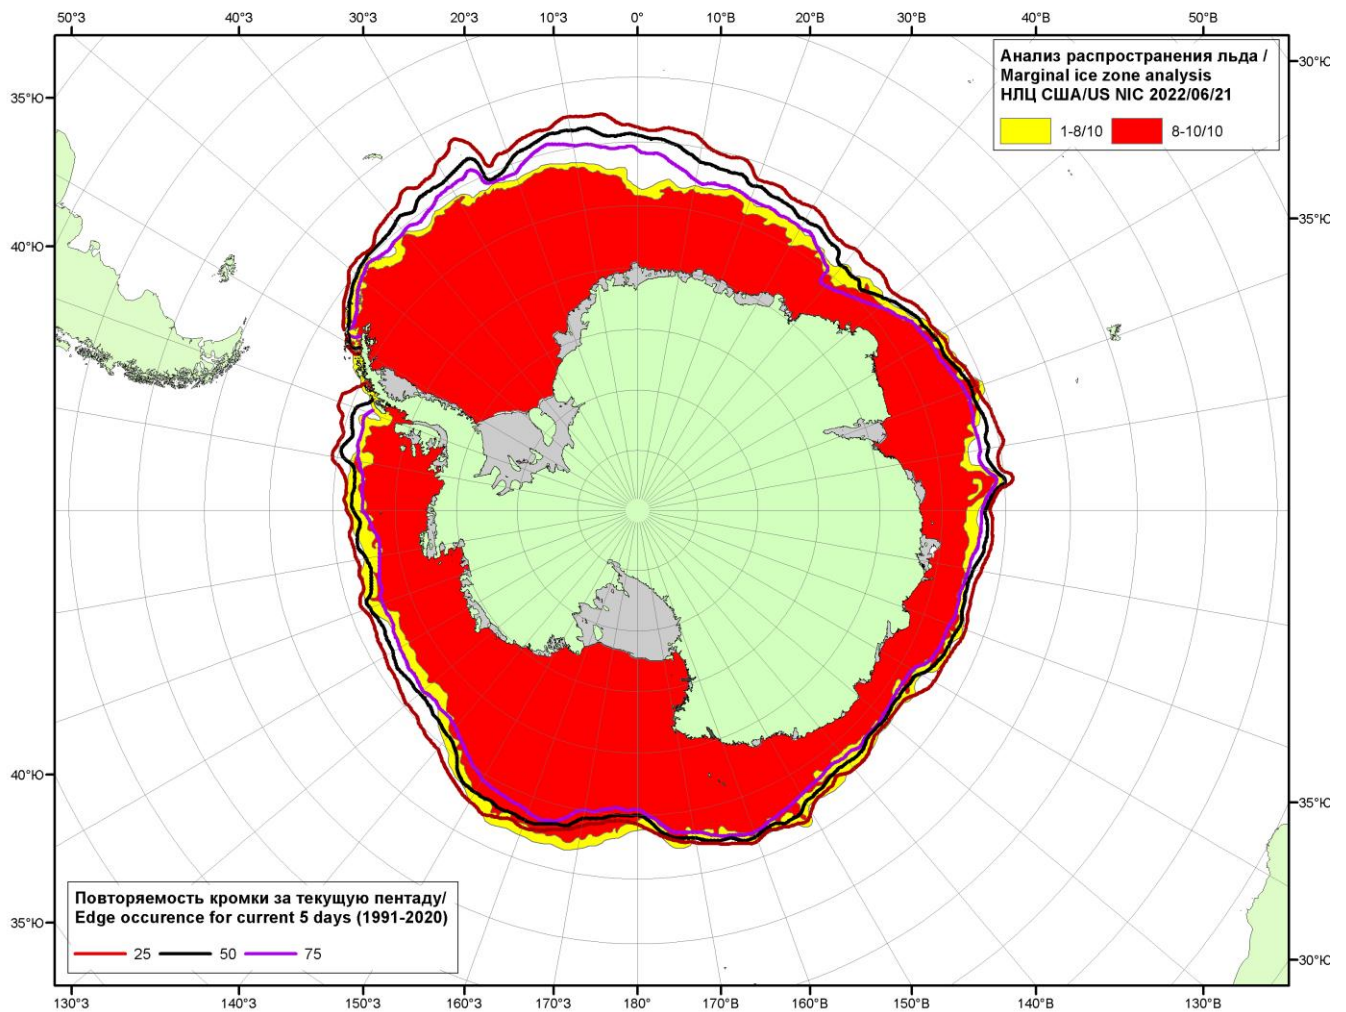 50°З 40°З 30°З 20°З 10°З 0° 10°В 20°В 30°В 40°В 50°В
Анализ распространения льда /
Marginal ice zone analysis
НЛЦ США/US NIC 2022/06/21
1-8/10 8-10/10
30°Ю
35°Ю
35°Ю
40°Ю
40°Ю
35°Ю
35°Ю
30°Ю
Повторяемость кромки за текущую пентаду/
Edge occurence for current 5 days (1991-2020)
25 50 75
130°З 140°З 150°З 160°З 170°З 180° 170°В 160°В 150°В 140°В 130°В